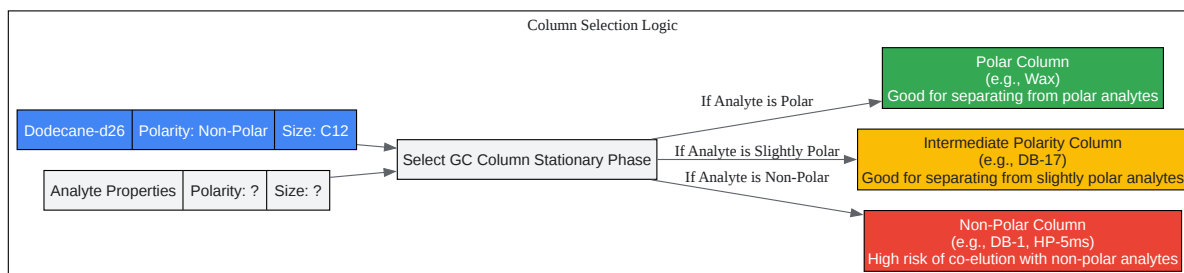 Column Selection Logic
Dodecane-d26 Polarity: Non-Polar Size: C12
Analyte Properties Polarity: ? Size: ?
Select GC Column Stationary Phase
If Analyte is Polar
If Analyte is Slightly Polar
If Analyte is Non-Polar
Polar Column
(e.g., Wax)
Good for separating from polar analytes
Intermediate Polarity Column
(e.g., DB-17)
Good for separating from slightly polar analytes
Non-Polar Column
(e.g., DB-1, HP-5ms)
High risk of co-elution with non-polar analytes